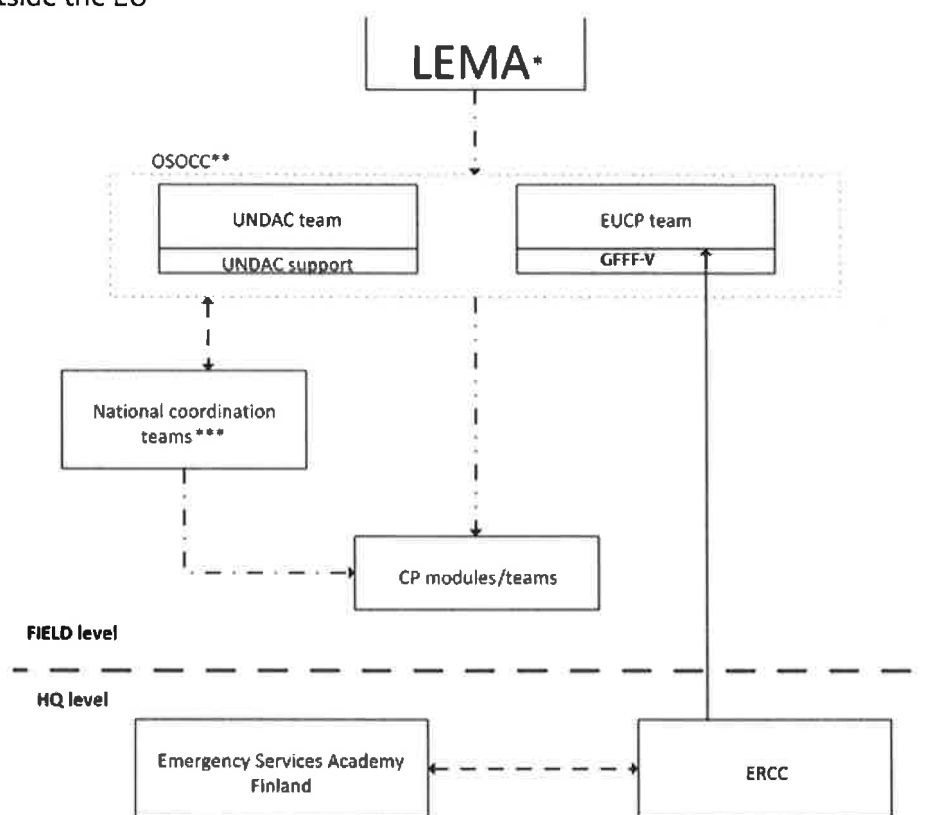 LEMA*
OSOCC**
UNDAC team
UNDAC support
EUCP team
GFFF-V
National coordination
teams***
CP modules/teams
FIELD level
HQ level
Emergency Services Academy
Finland
ERCC